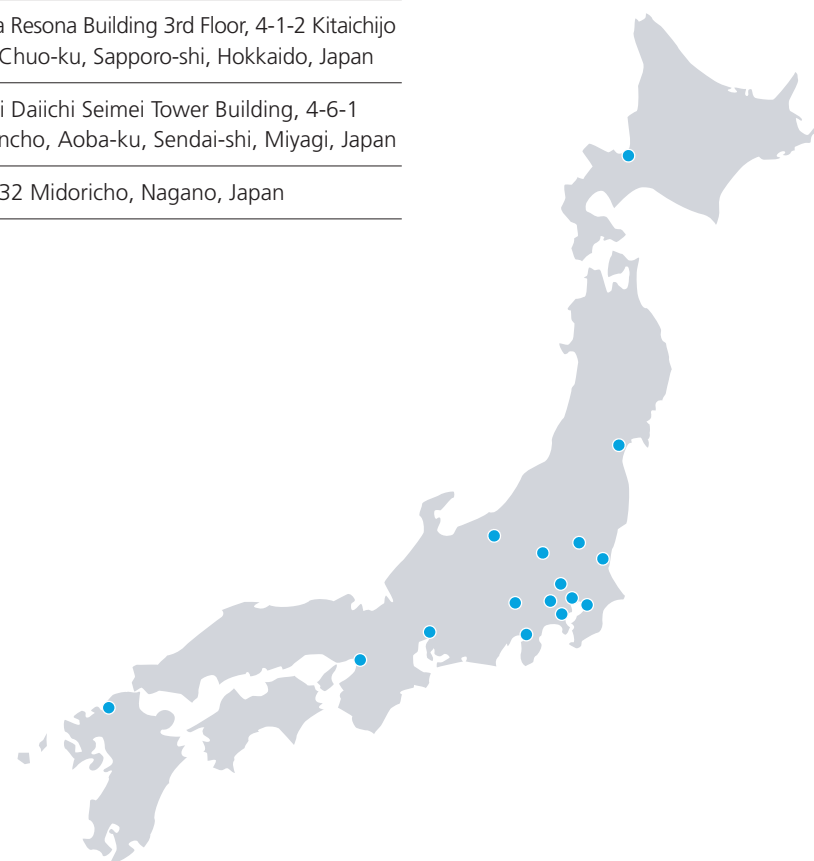 a Resona Building 3rd Floor, 4-1-2 Kitaichijo
Chuo-ku, Sapporo-shi, Hokkaido, Japan
i Daiichi Seimei Tower Building, 4-6-1
ncho, Aoba-ku, Sendai-shi, Miyagi, Japan
32 Midoricho, Nagano, Japan